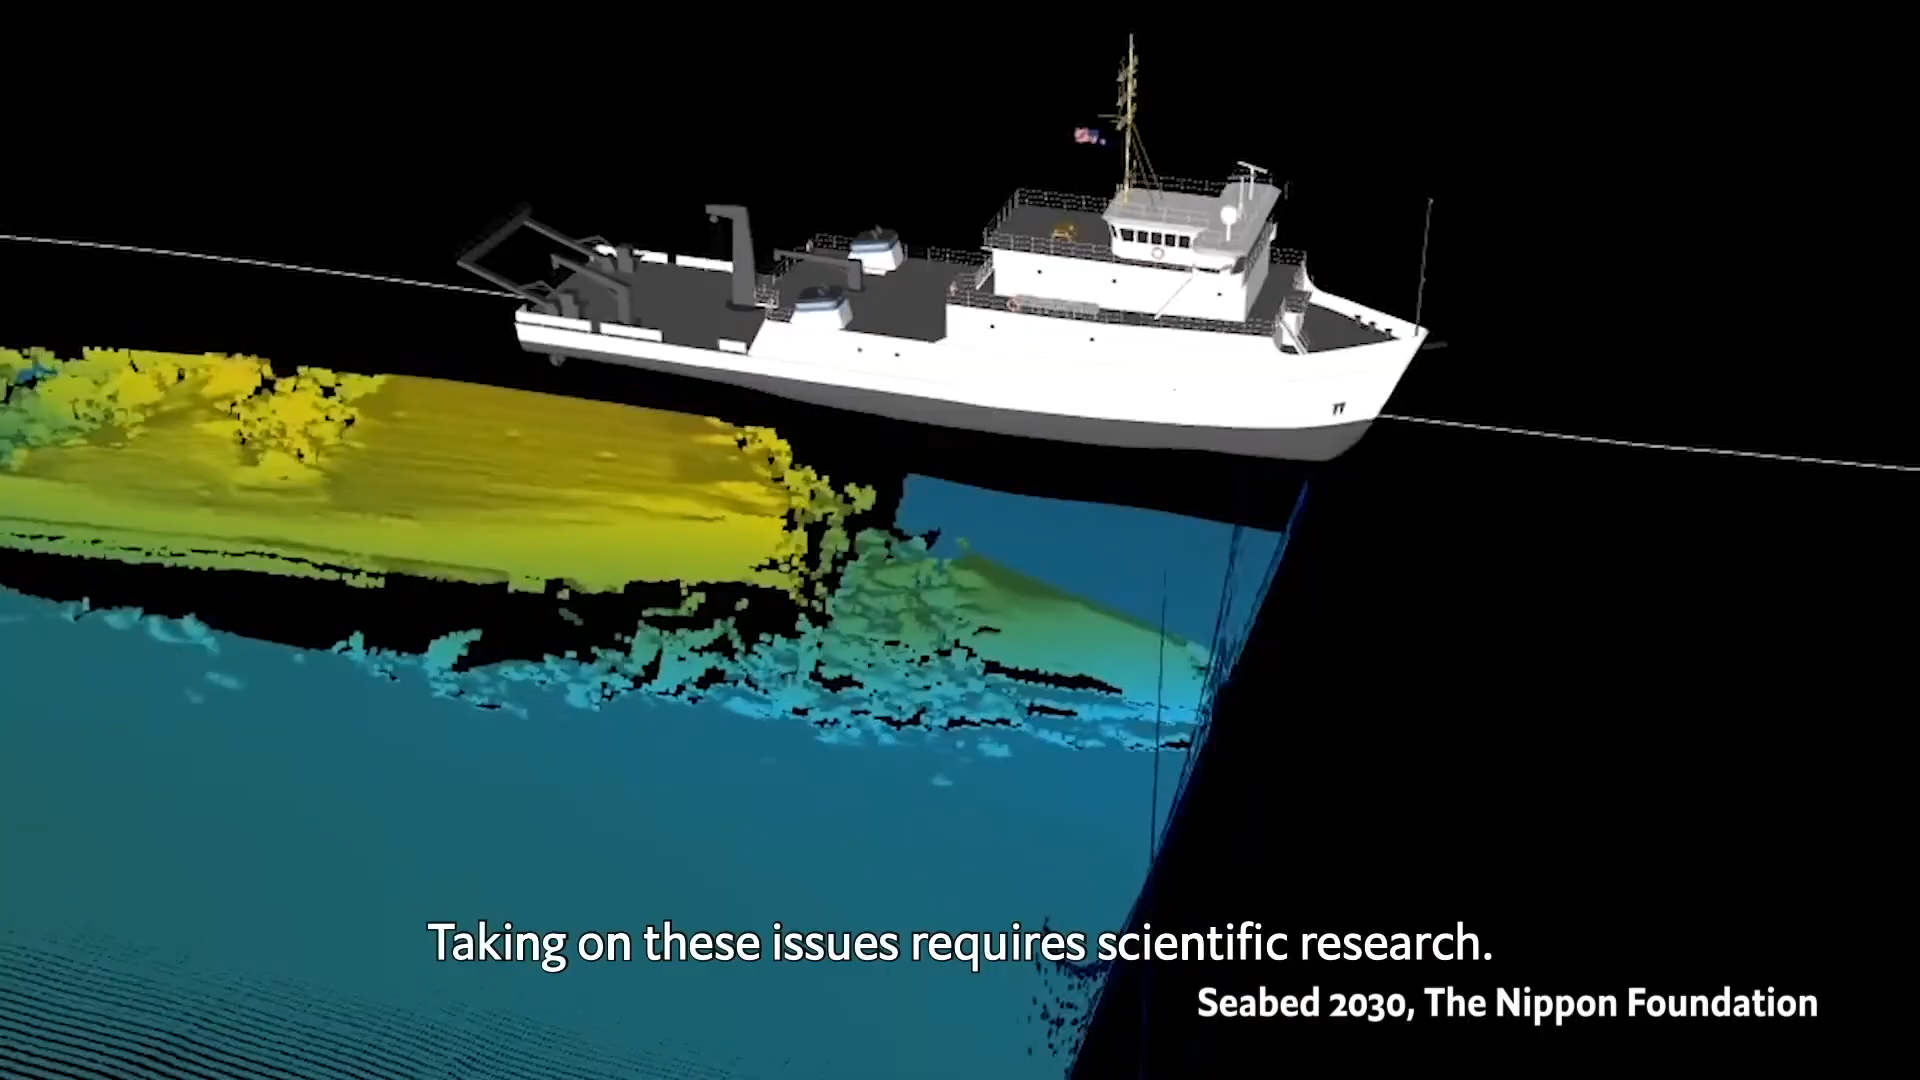 Taking on these issues requires scientific research.
Seabed 2030, The Nippon Foundation